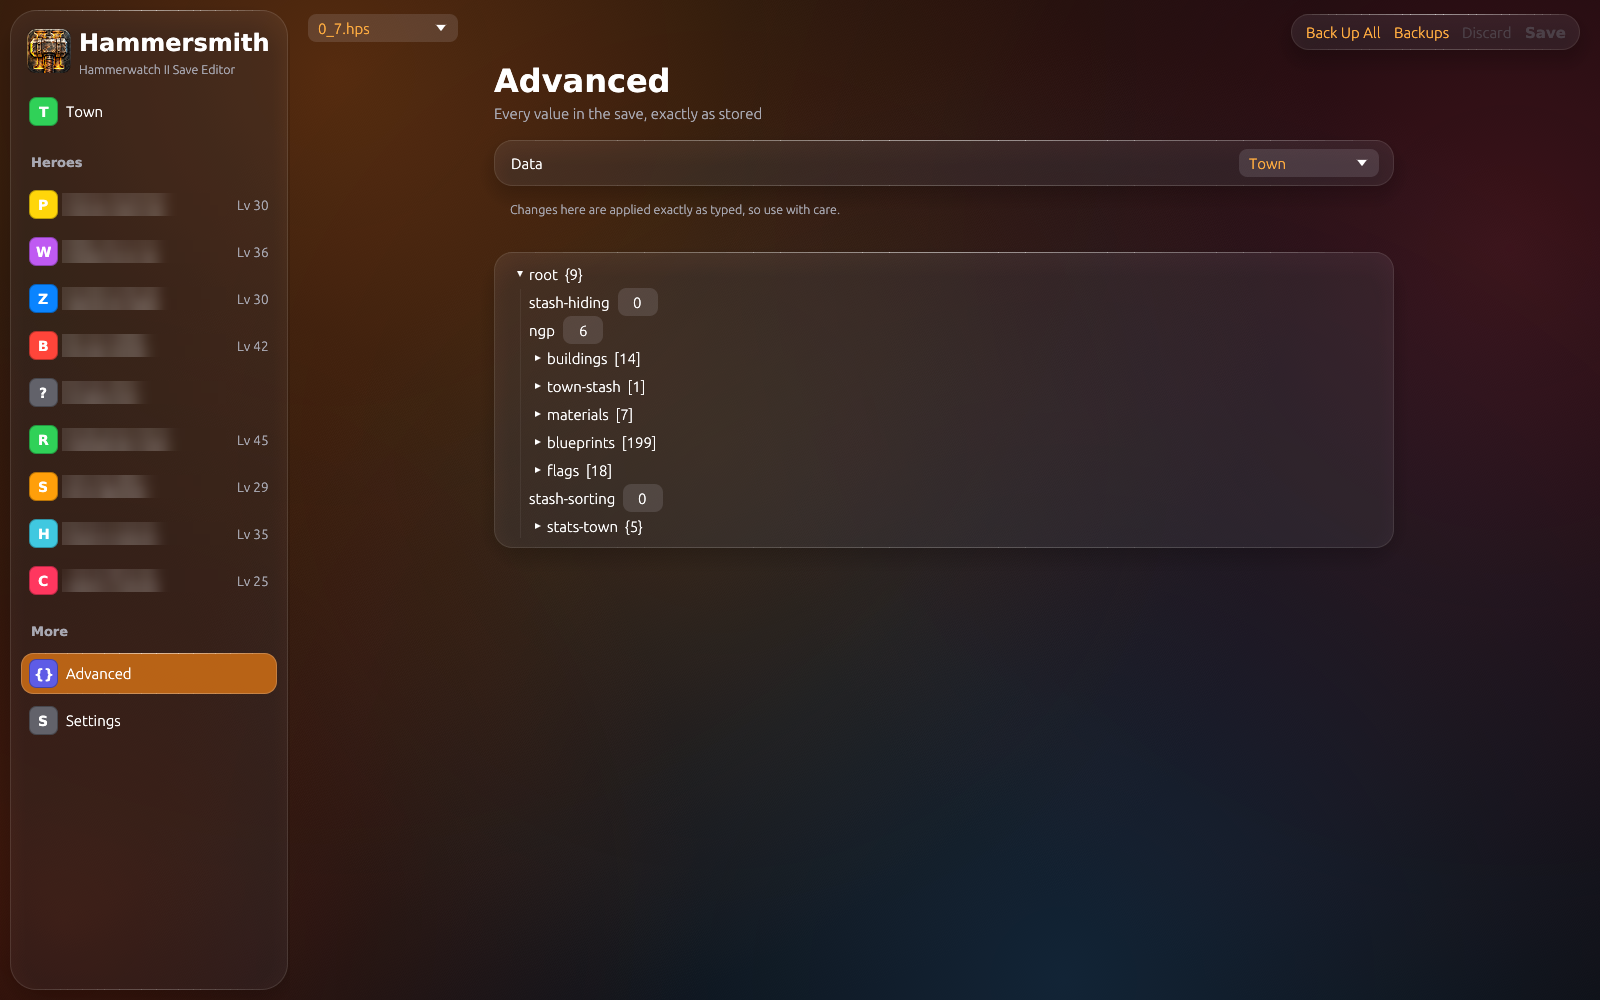 Hammersmith
Hammerwatch II Save Editor
T Town
Heroes
P Lv 30
W Lv 36
Z Lv 30
B Lv 42
?
R Lv 45
S Lv 29
H Lv 35
C Lv 25
More
{} Advanced
S Settings
0_7.hps
Back Up All Backups Discard Save
Advanced
Every value in the save, exactly as stored
Data Town
Changes here are applied exactly as typed, so use with care.
root {9}
stash-hiding 0
ngp 6
buildings [14]
town-stash [1]
materials [7]
blueprints [199]
flags [18]
stash-sorting 0
stats-town {5}